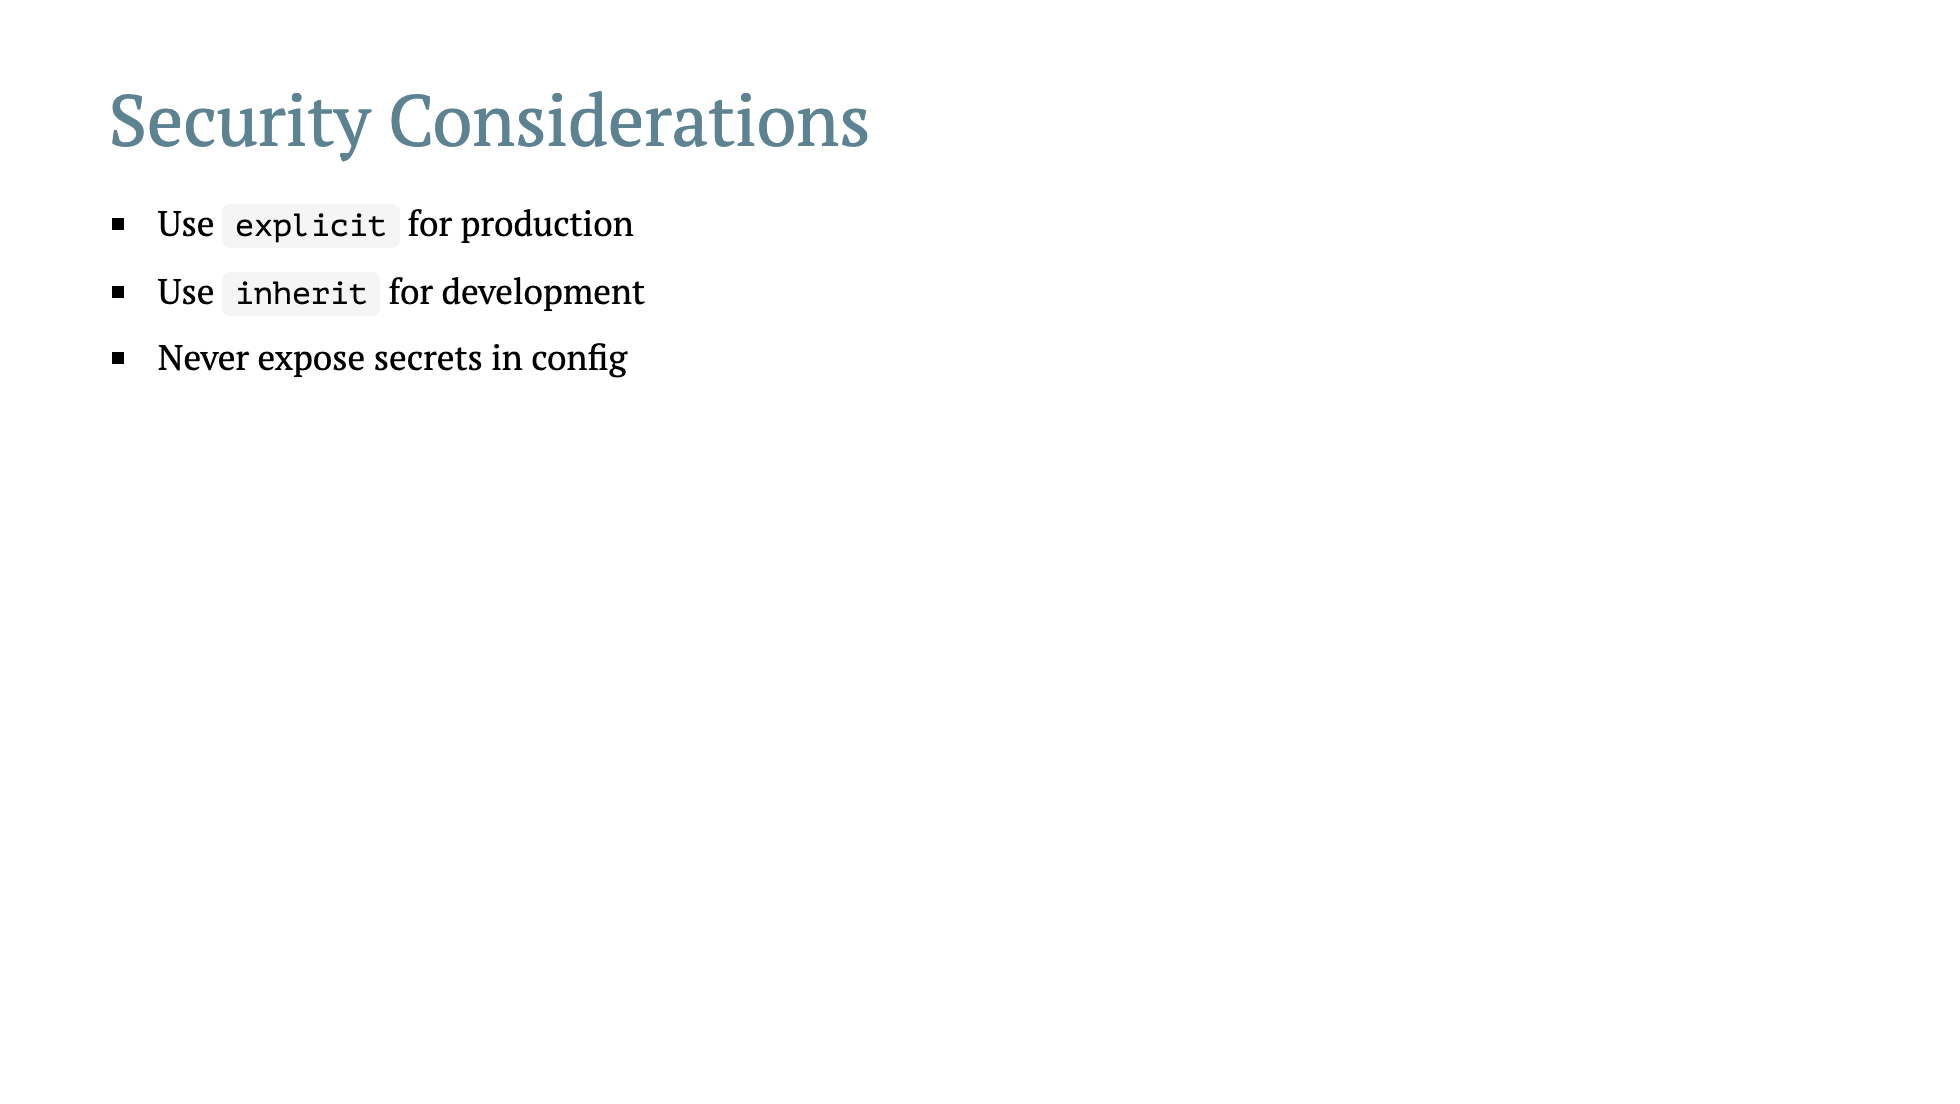 Security Considerations
▪ Use explicit for production
▪ Use inherit for development
▪ Never expose secrets in config